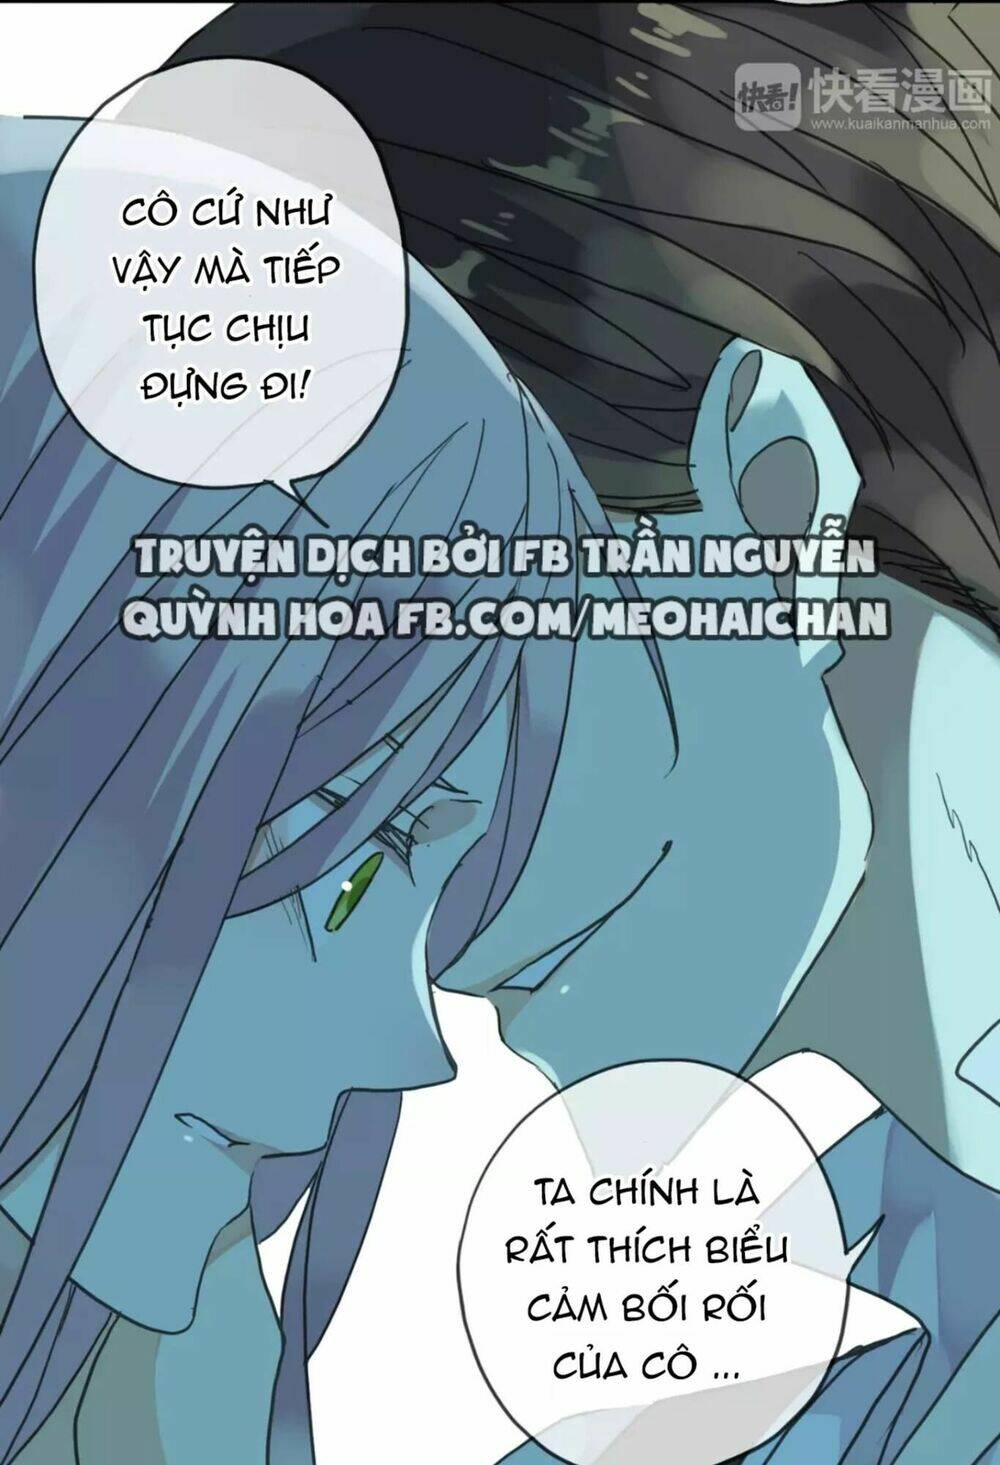 快看!
快看漫画
www.kuaikanmanhua.com
CÔ CỨ NHƯ
VẬY MÀ TIẾP
TỤC CHỊU
ĐỰNG ĐI!
TRUYỆN DỊCH BỞI FB TRẦN NGUYỄN
QUỲNH HOA FB.COM/MEOHAICHAN
TA CHÍNH LÀ
RẤT THÍCH BIỂU
CẢM BỐI RỐI
CỦA CÔ ...